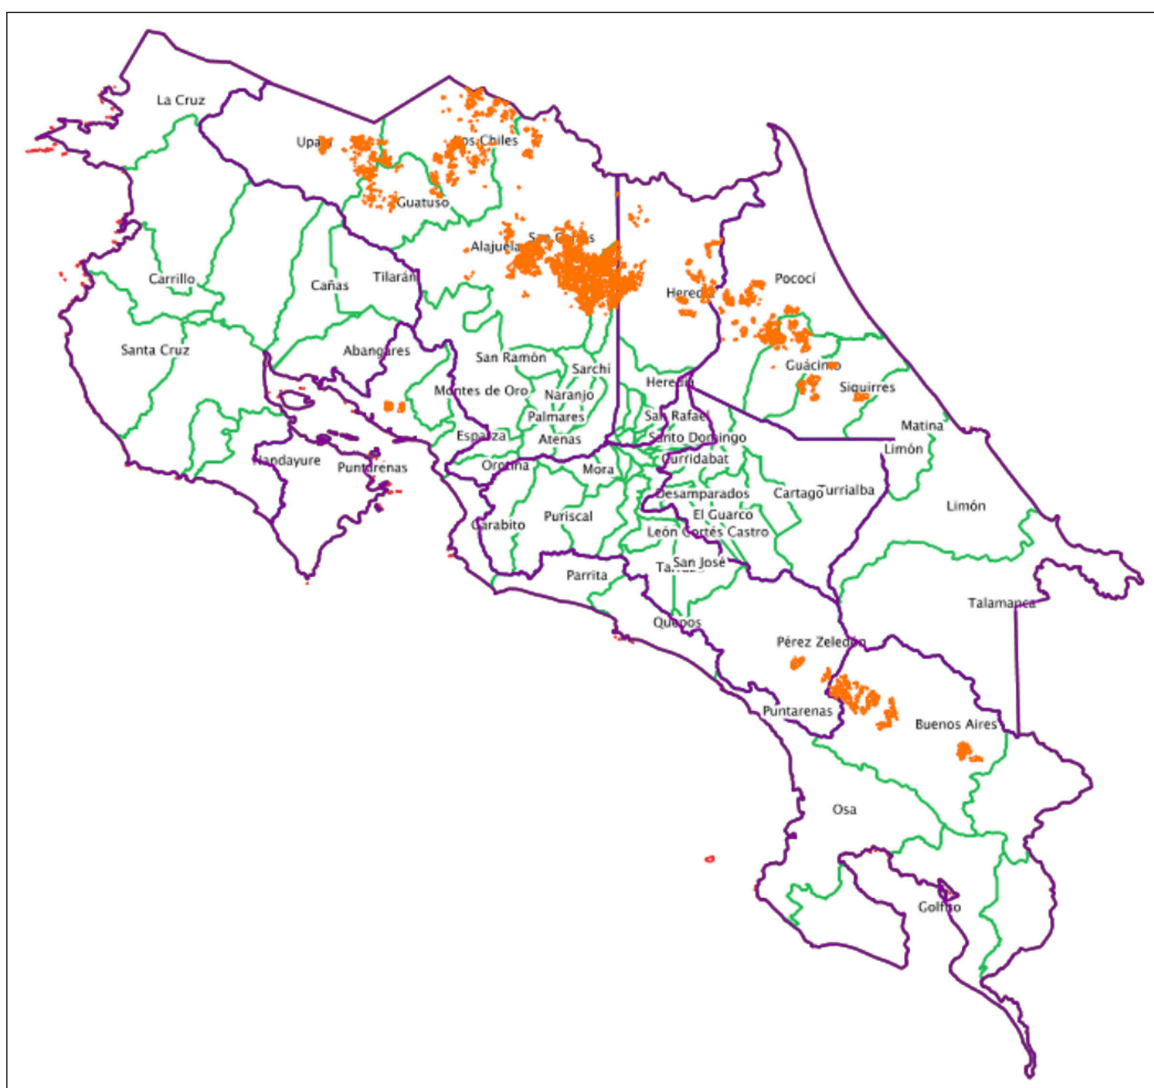 La Cruz
Upala
Los Chiles
Guatuso
San Carlos
Alajuela
Tilarán
Carrillo
Cañas
Heredia
Pococí
Santa Cruz
Abangares
San Ramón
Sarchí
Guácimo
Siquirres
Montes de Oro
Naranjo
Heredia
Palmares
San Rafael
Matina
Esparza
Atenas
Santo Domingo
Limón
Nandayure
Puntarenas
Orotina
Mora
Curridabat
Desamparados
Cartago
Turrialba
Limón
Garabito
Puriscal
El Guarco
León Cortés Castro
Parrita
San José
Talamanca
Quepos
Pérez Zeledón
Puntarenas
Buenos Aires
Osa
Golfito